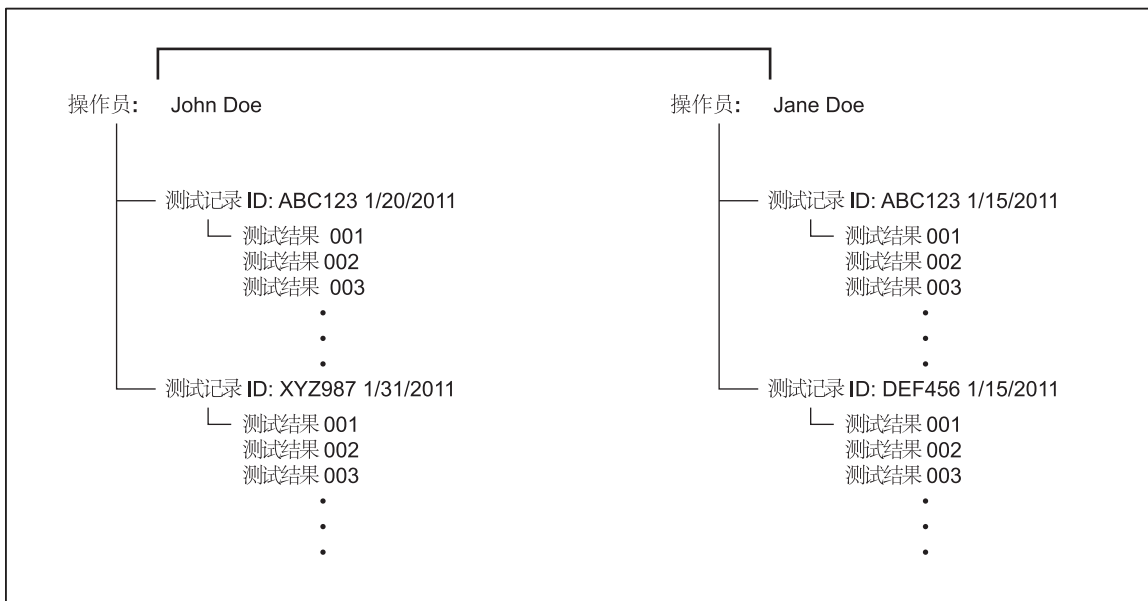 操作员: John Doe
测试记录 ID: ABC123 1/20/2011
测试结果 001
测试结果 002
测试结果 003
测试记录 ID: XYZ987 1/31/2011
测试结果 001
测试结果 002
测试结果 003
操作员: Jane Doe
测试记录 ID: ABC123 1/15/2011
测试结果 001
测试结果 002
测试结果 003
测试记录 ID: DEF456 1/15/2011
测试结果 001
测试结果 002
测试结果 003